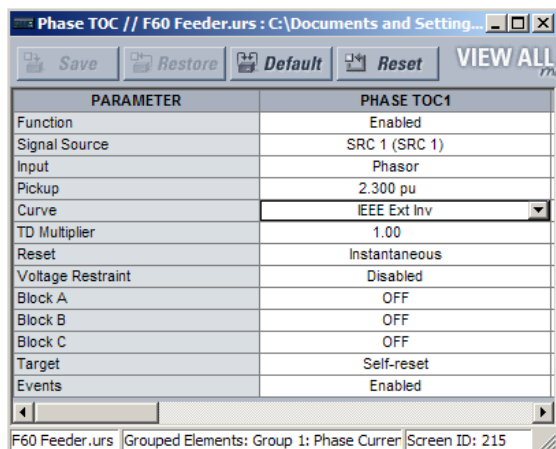 Phase TOC // F60 Feeder.urs : C:\Documents and Setting...
Save Restore Default Reset VIEW ALL
PARAMETER PHASE TOC1
Function Enabled
Signal Source SRC 1 (SRC 1)
Input Phasor
Pickup 2.300 pu
Curve IEEE Ext Inv
TD Multiplier 1.00
Reset Instantaneous
Voltage Restraint Disabled
Block A OFF
Block B OFF
Block C OFF
Target Self-reset
Events Enabled
F60 Feeder.urs Grouped Elements: Group 1: Phase Curren Screen ID: 215